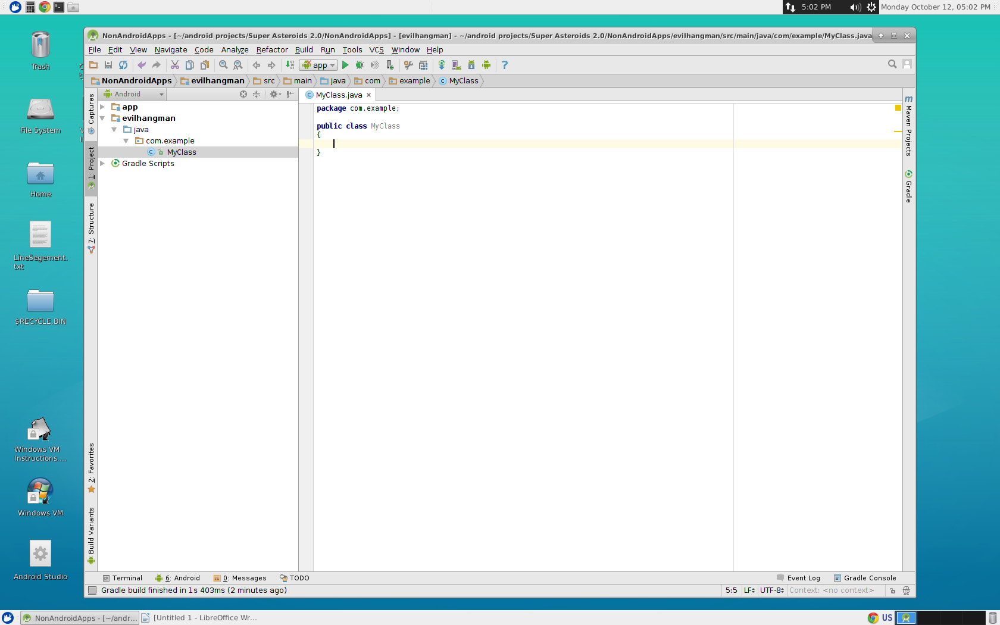 5:02 PM
Monday October 12, 05:02 PM
Trash
File System
Home
LineSegement.
txt
$RECYCLE.BIN
Windows VM
Instructions....
Windows VM
Android Studio
NonAndroidApps - [~/android projects/Super Asteroids 2.0/NonAndroidApps] - [evilhangman] - ~/android projects/Super Asteroids 2.0/NonAndroidApps/evilhangman/src/main/java/com/example/MyClass.java
File Edit View Navigate Code Analyze Refactor Build Run Tools VCS Window Help
app
?
NonAndroidApps evilhangman src main java com example MyClass
Captures
1: Project
7: Structure
2: Favorites
Build Variants
Android
app
evilhangman
java
com.example
C MyClass
Gradle Scripts
C MyClass.java
package com.example;
public class MyClass
{
}
m Maven Projects
Gradle
Terminal 6: Android 0: Messages TODO Event Log Gradle Console
Gradle build finished in 1s 403ms (2 minutes ago) 5:5 LF UTF-8 Context: <no context>
NonAndroidApps - [~/andr... [Untitled 1 - LibreOffice Wr... US